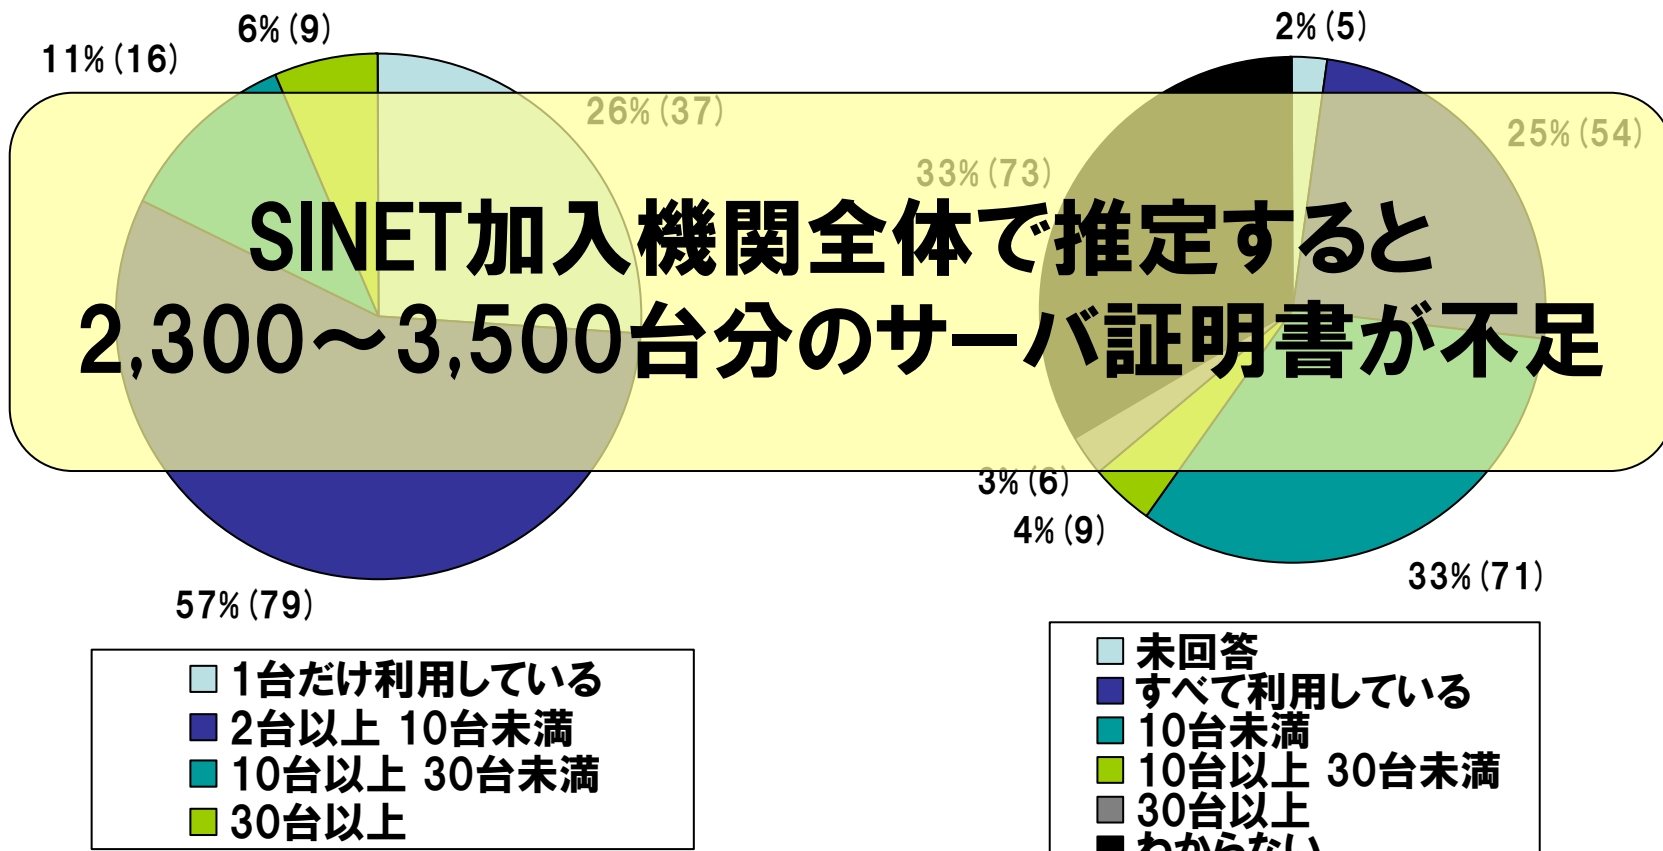 6%(9)
11%(16)
26%(37)
2%(5)
25%(54)
33%(73)
SINET加入機関全体で推定すると
2,300～3,500台分のサーバ証明書が不足
3%(6)
4%(9)
33%(71)
57%(79)
1台だけ利用している
2台以上 10台未満
10台以上 30台未満
30台以上
未回答
すべて利用している
10台未満
10台以上 30台未満
30台以上
わからない